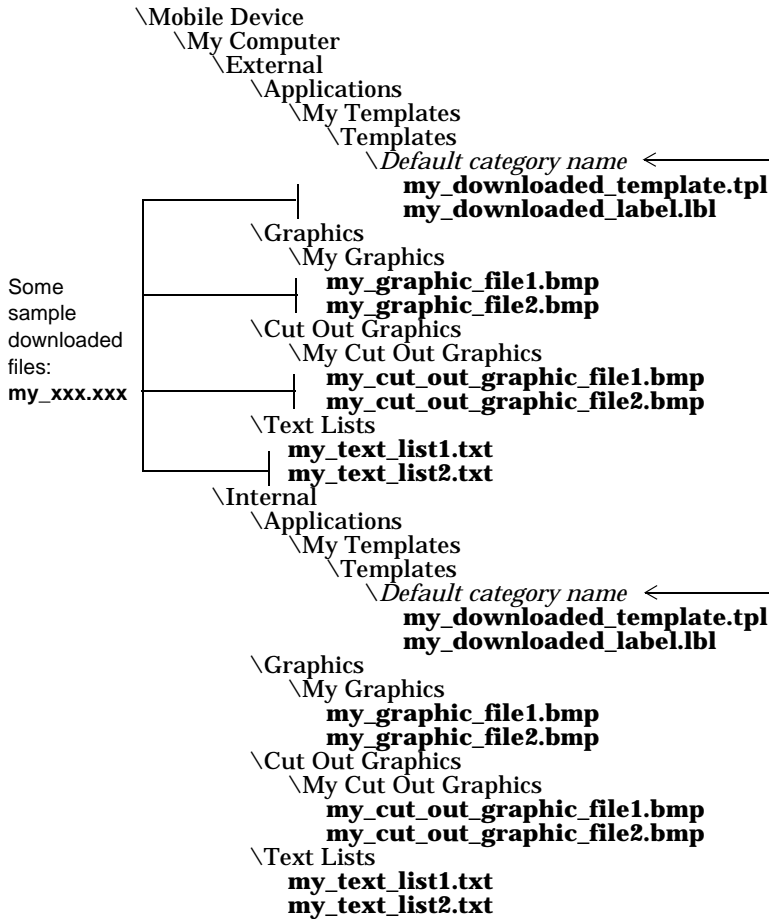 \Mobile Device
\My Computer
\External
\Applications
\My Templates
\Templates
\Default category name
my_downloaded_template.tpl
my_downloaded_label.lbl
\Graphics
\My Graphics
my_graphic_file1.bmp
my_graphic_file2.bmp
\Cut Out Graphics
\My Cut Out Graphics
my_cut_out_graphic_file1.bmp
my_cut_out_graphic_file2.bmp
\Text Lists
my_text_list1.txt
my_text_list2.txt
Some
sample
downloaded
files:
my_xxx.xxx
\Internal
\Applications
\My Templates
\Templates
\Default category name
my_downloaded_template.tpl
my_downloaded_label.lbl
\Graphics
\My Graphics
my_graphic_file1.bmp
my_graphic_file2.bmp
\Cut Out Graphics
\My Cut Out Graphics
my_cut_out_graphic_file1.bmp
my_cut_out_graphic_file2.bmp
\Text Lists
my_text_list1.txt
my_text_list2.txt